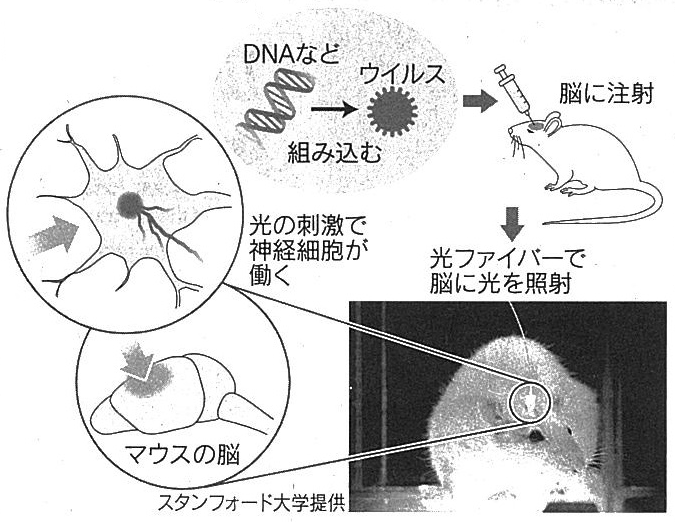 DNAなど
ウイルス
組み込む
脳に注射
光の刺激で
神経細胞が
働く
光ファイバーで
脳に光を照射
マウスの脳
スタンフォード大学提供